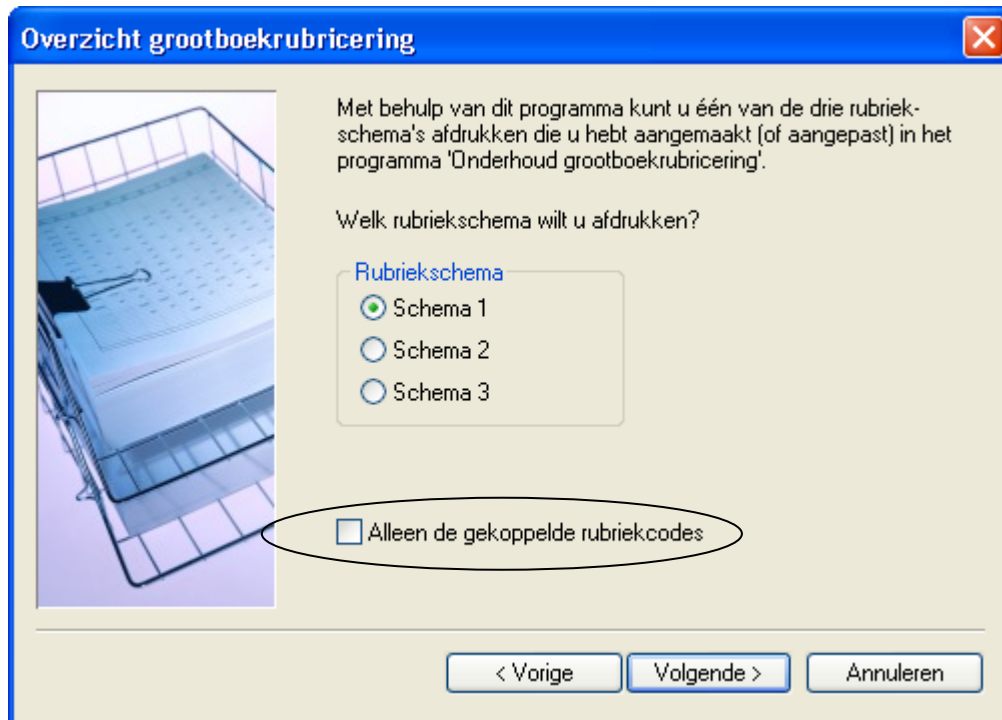 Overzicht grootboekrubricering
Met behulp van dit programma kunt u één van de drie rubriek-
schema's afdrukken die u hebt aangemaakt (of aangepast) in het
programma 'Onderhoud grootboekrubricering'.
Welk rubriekschema wilt u afdrukken?
Rubriekschema
Schema 1
Schema 2
Schema 3
Alleen de gekoppelde rubriekcodes
< Vorige
Volgende >
Annuleren